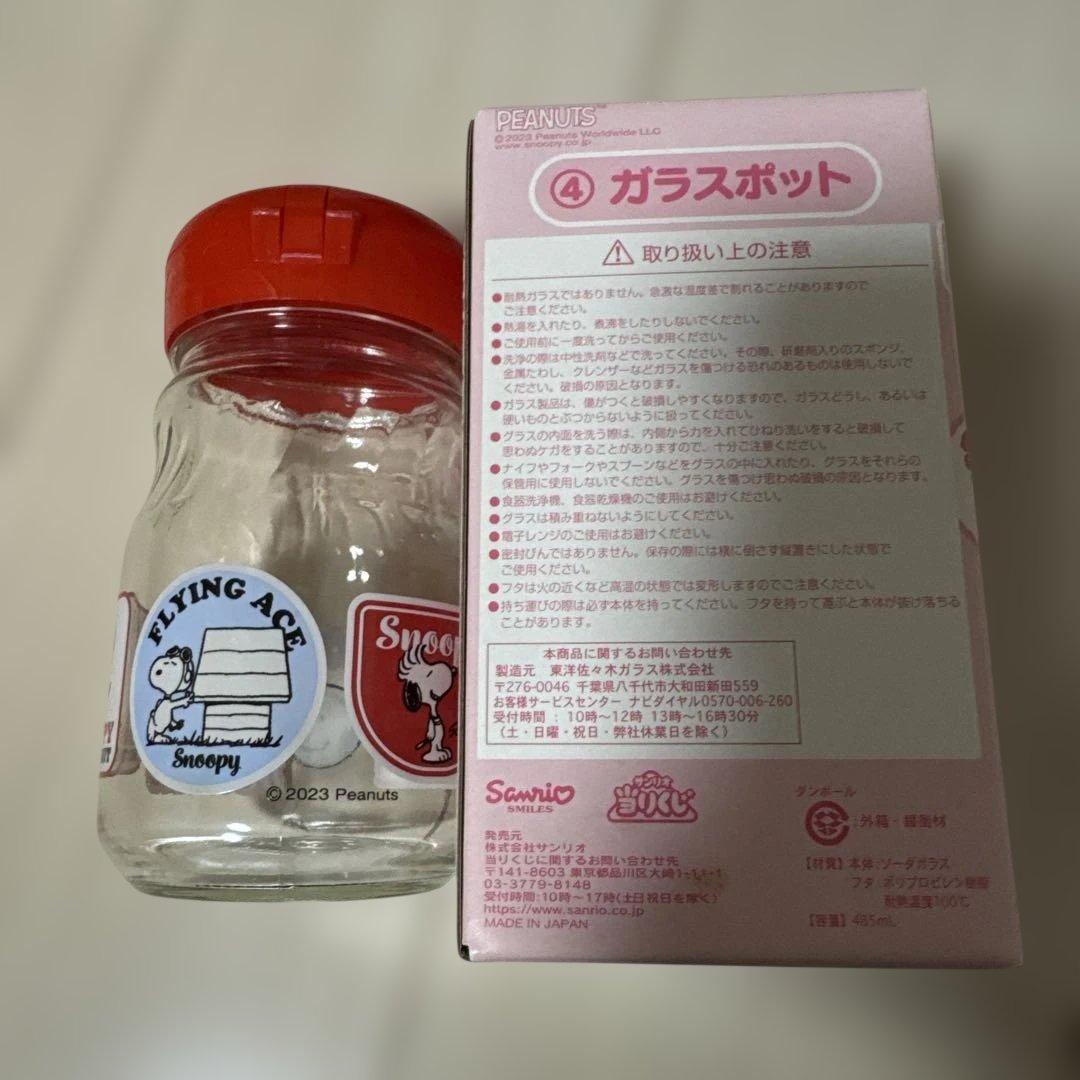 PEANUTS™
© 2023 Peanuts Worldwide LLC
www.snoopy.co.jp
④ ガラスポット
取り扱い上の注意
●耐熱ガラスではありません。急激な温度差で割れることがありますので
ご注意ください。
●熱湯を入れたり、煮沸をしたりしないでください。
●ご使用前に一度洗ってからご使用ください。
●洗浄の際は中性洗剤などで洗ってください。その際、研磨剤入りのスポンジ、
金属たわし、クレンザーなどガラスを傷つける恐れのあるものは使用しないで
ください。破損の原因となります。
●ガラス製品は、傷がつくと破損しやすくなりますので、ガラスどうし、あるいは
硬いものとぶつからないように扱ってください。
●グラスの内面を洗う際は、内側から力を入れてひねり洗いをすると破損して
思わぬケガをすることがありますので、十分ご注意ください。
●ナイフやフォークやスプーンなどをグラスの中に入れたり、グラスをそれらの
保管用に使用しないでください。グラスを傷つけ思わぬ破損の原因となります。
●食器洗浄機、食器乾燥機のご使用はお避けください。
●グラスは積み重ねないようにしてください。
●電子レンジのご使用はお避けください。
●密封びんではありません。保存の際には横に倒さず縦置きにした状態で
ご使用ください。
●フタは火の近くなど高温の状態では変形しますのでご注意ください。
●持ち運びの際は必ず本体を持ってください。フタを持って運ぶと本体が抜け落ちる
ことがあります。
本商品に関するお問い合わせ先
製造元 東洋佐々木ガラス株式会社
〒276-0046 千葉県八千代市大和田新田559
お客様サービスセンター ナビダイヤル0570-006-260
受付時間 : 10時～12時 13時～16時30分
(土・日曜・祝日・弊社休業日を除く)
Sanrio
SMILES
サンリオ
当りくじ
発売元
株式会社サンリオ
当りくじに関するお問い合わせ先
〒141-8603 東京都品川区大崎1-11-1
03-3779-8148
受付時間:10時～17時(土日祝日を除く)
https://www.sanrio.co.jp
MADE IN JAPAN
ダンボール
:外箱・緩衝材
【材質】本体:ソーダガラス
フタ:ポリプロピレン樹脂
耐熱温度100℃
【容量】485mL
FLYING ACE
Snoopy
Snoopy
© 2023 Peanuts